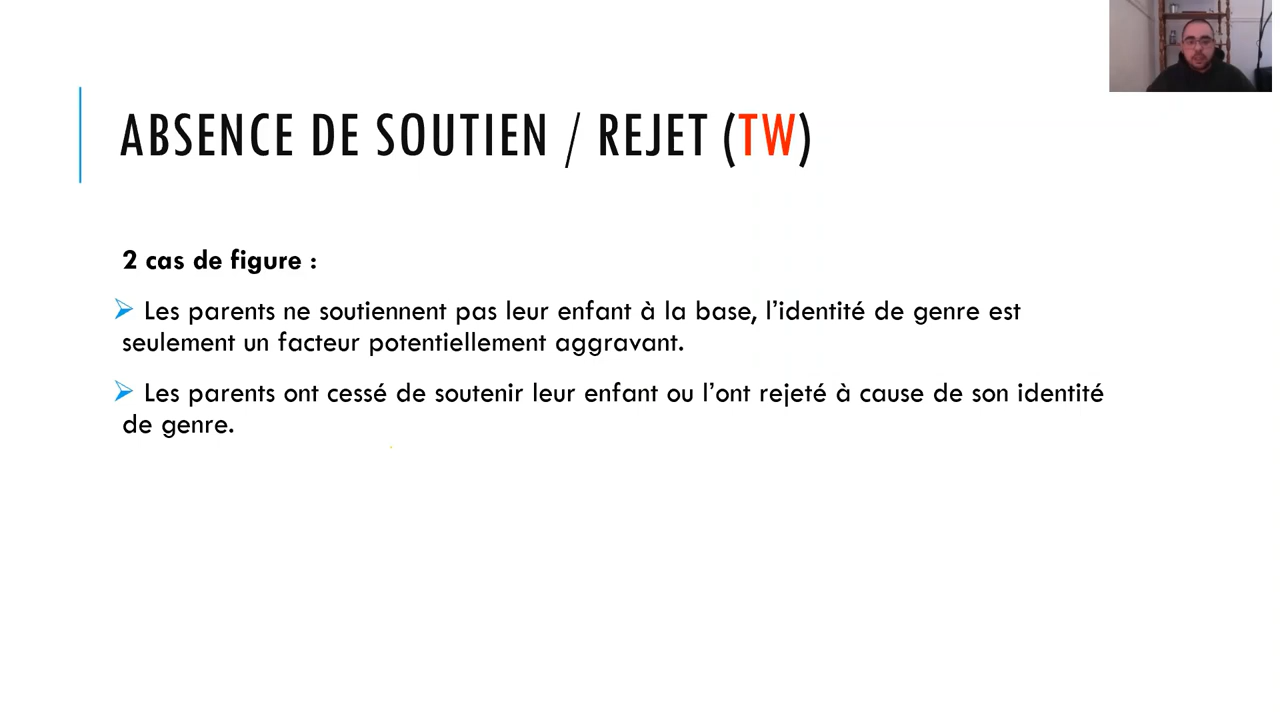 ABSENCE DE SOUTIEN / REJET (TW)
2 cas de figure :
Les parents ne soutiennent pas leur enfant à la base, l’identité de genre est
seulement un facteur potentiellement aggravant.
Les parents ont cessé de soutenir leur enfant ou l’ont rejeté à cause de son identité
de genre.